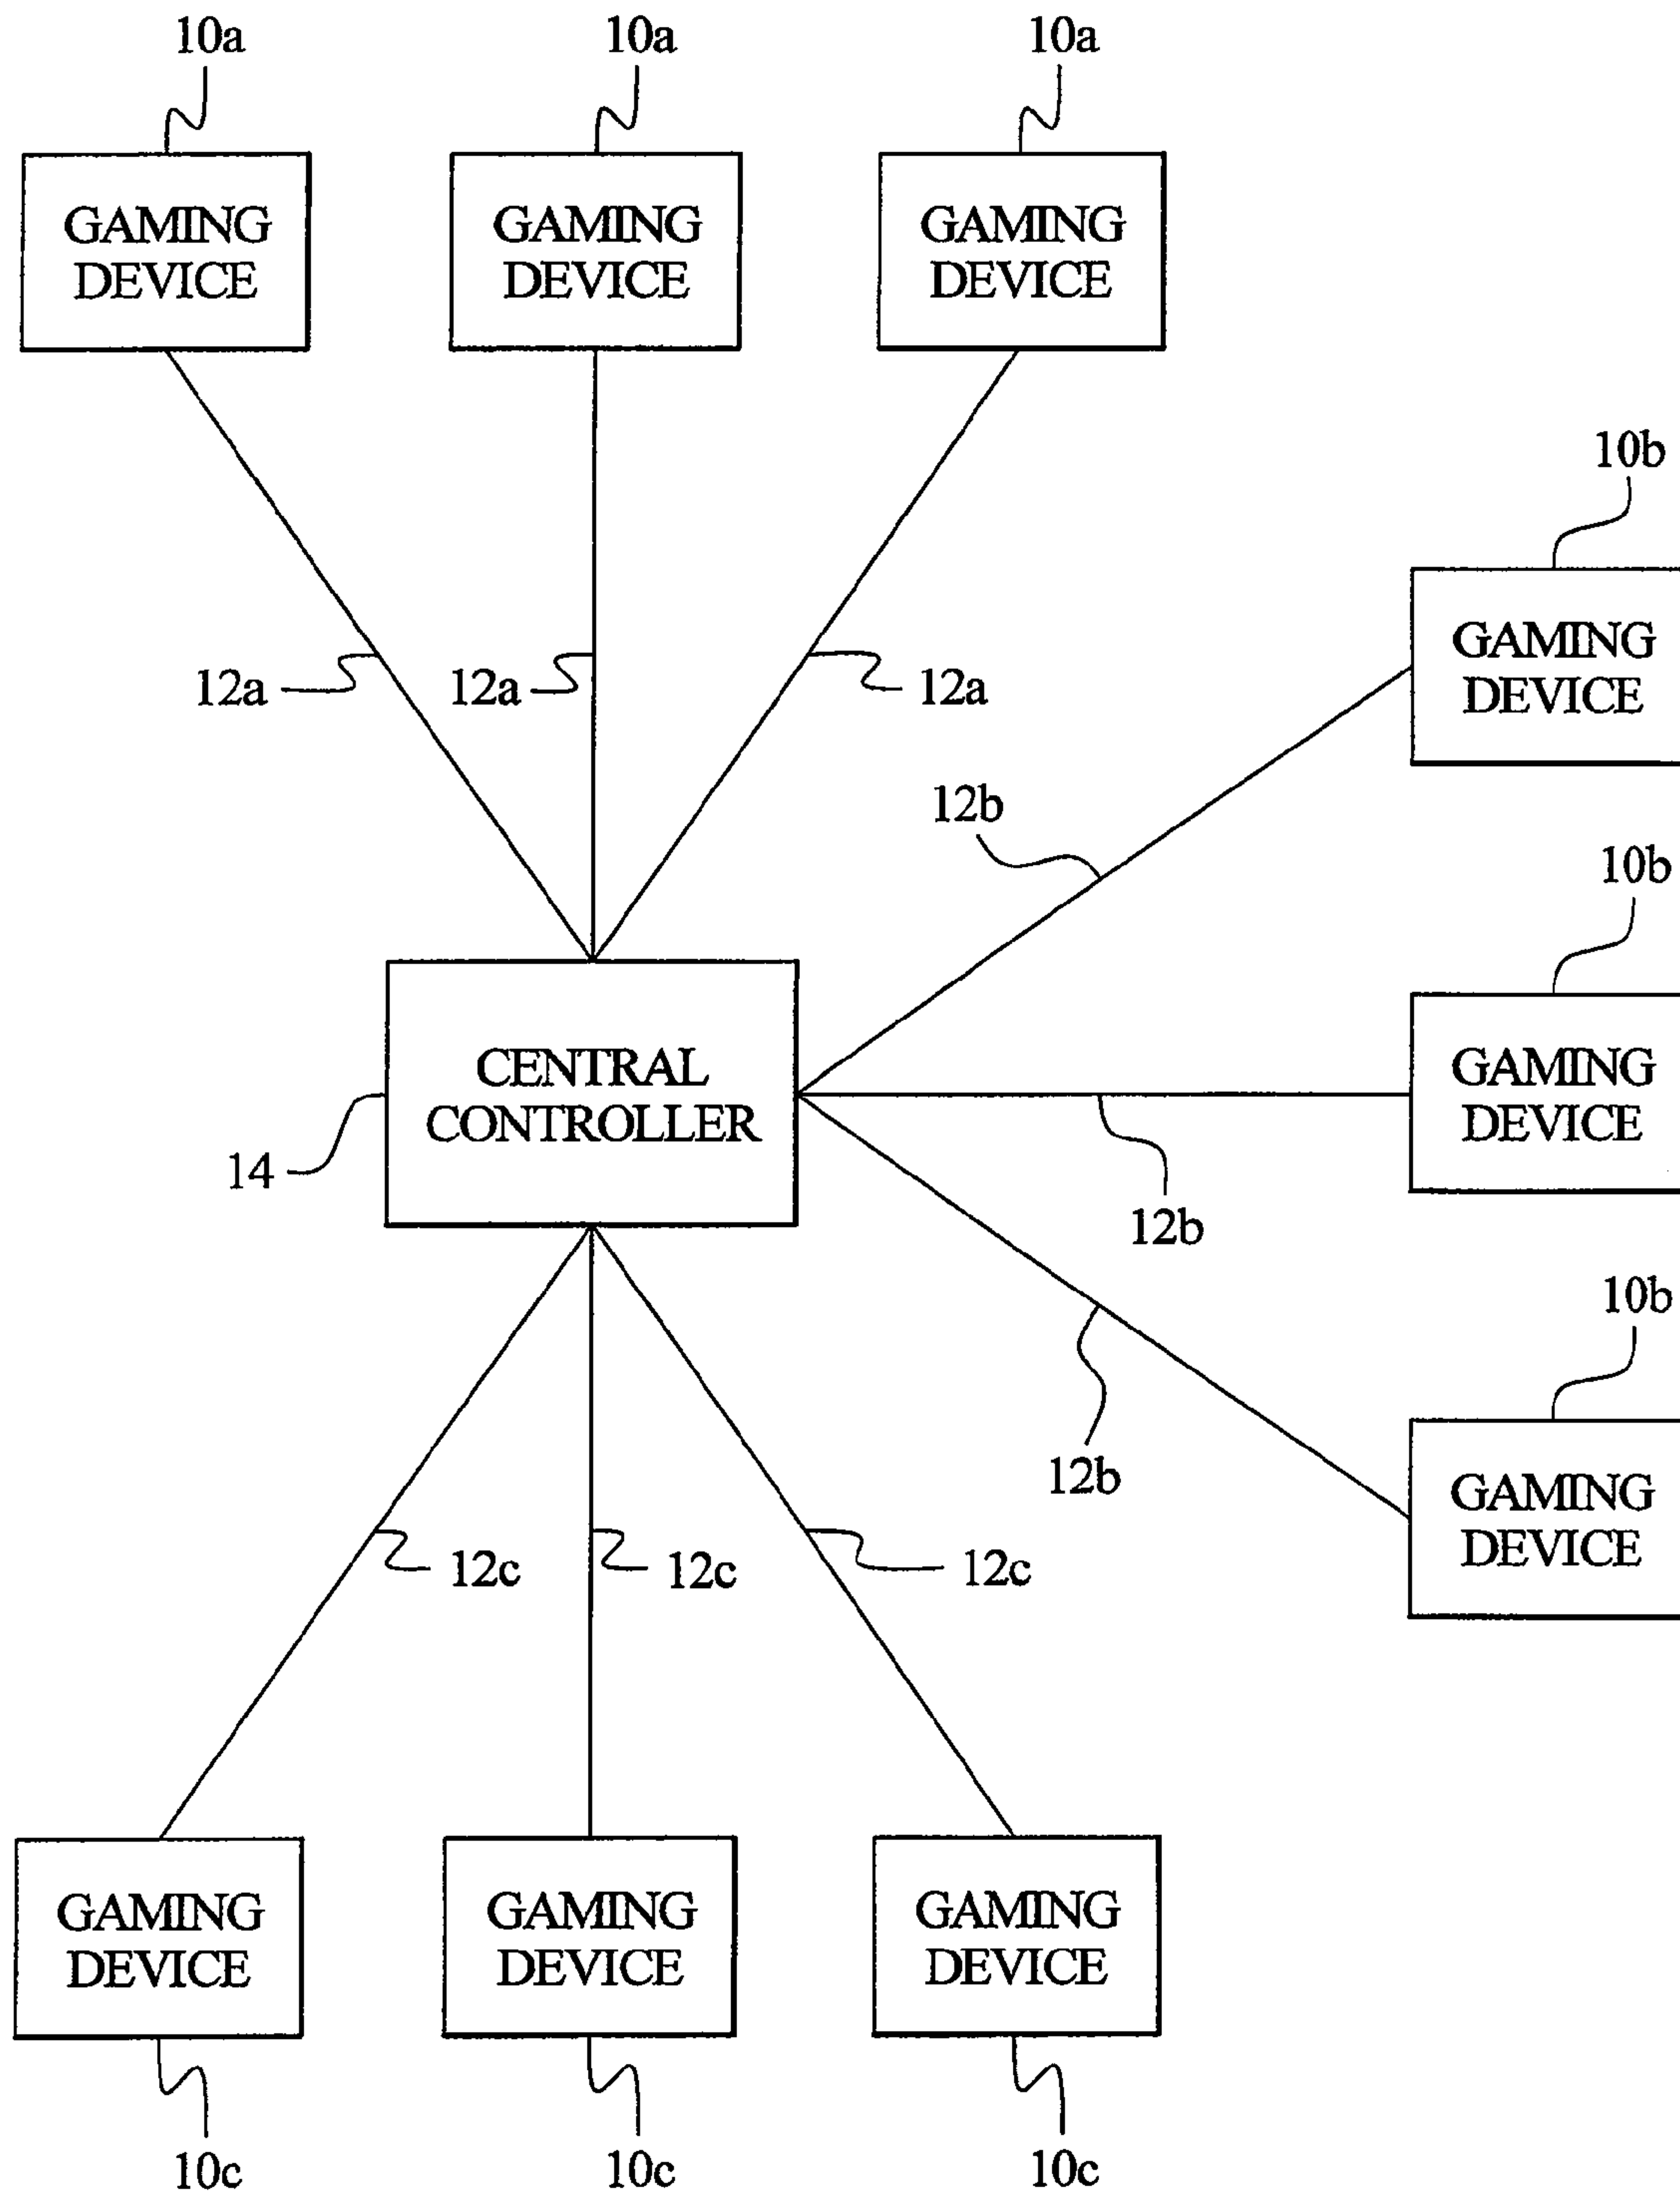 10a 10a 10a
GAMING DEVICE
GAMING DEVICE
GAMING DEVICE
10b
GAMING DEVICE
12a 12a 12a
12b
10b
CENTRAL
CONTROLLER
GAMING DEVICE
14
12b
10b
12b
GAMING DEVICE
12c 12c 12c
GAMING DEVICE
GAMING DEVICE
GAMING DEVICE
10c 10c 10c